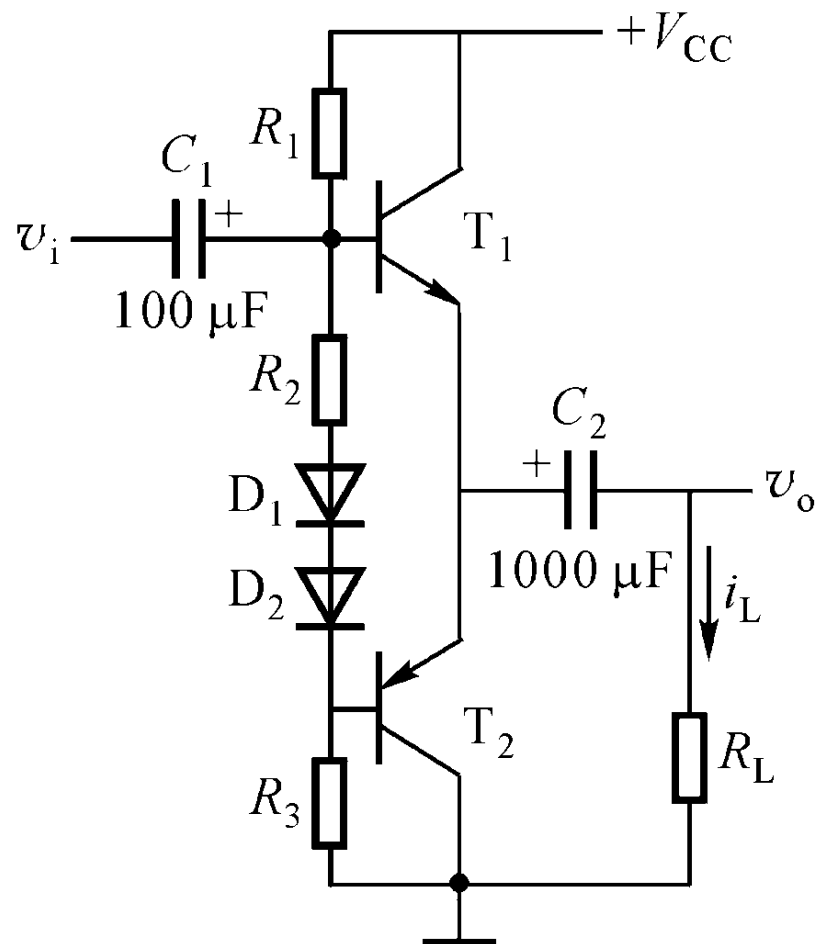 +V_CC
R_1
C_1
+
v_i
T_1
100 μF
R_2
C_2
+
D_1
v_o
1000 μF
D_2
i_L
T_2
R_L
R_3